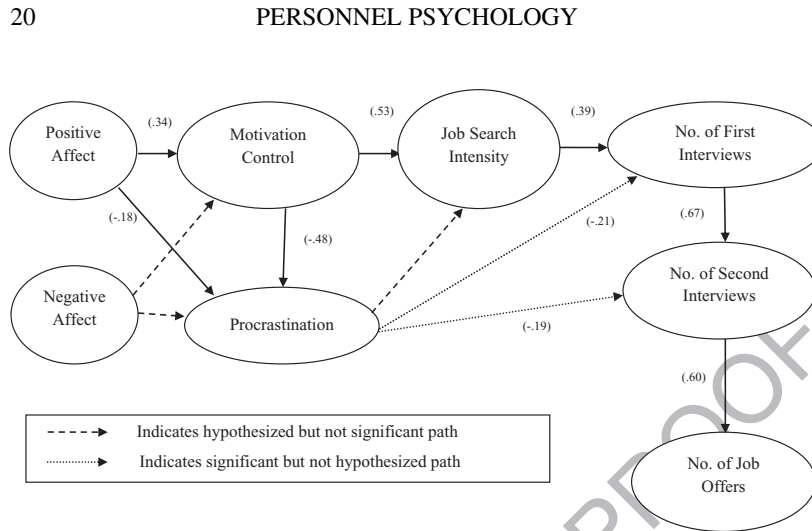 20 PERSONNEL PSYCHOLOGY
Positive
Affect
(.34)
Motivation
Control
(.53)
Job Search
Intensity
(.39)
No. of First
Interviews
(-.18)
(-.48)
(-.21)
(.67)
Negative
Affect
Procrastination
(-.19)
No. of Second
Interviews
(.60)
Indicates hypothesized but not significant path
Indicates significant but not hypothesized path
No. of Job
Offers
PROOF